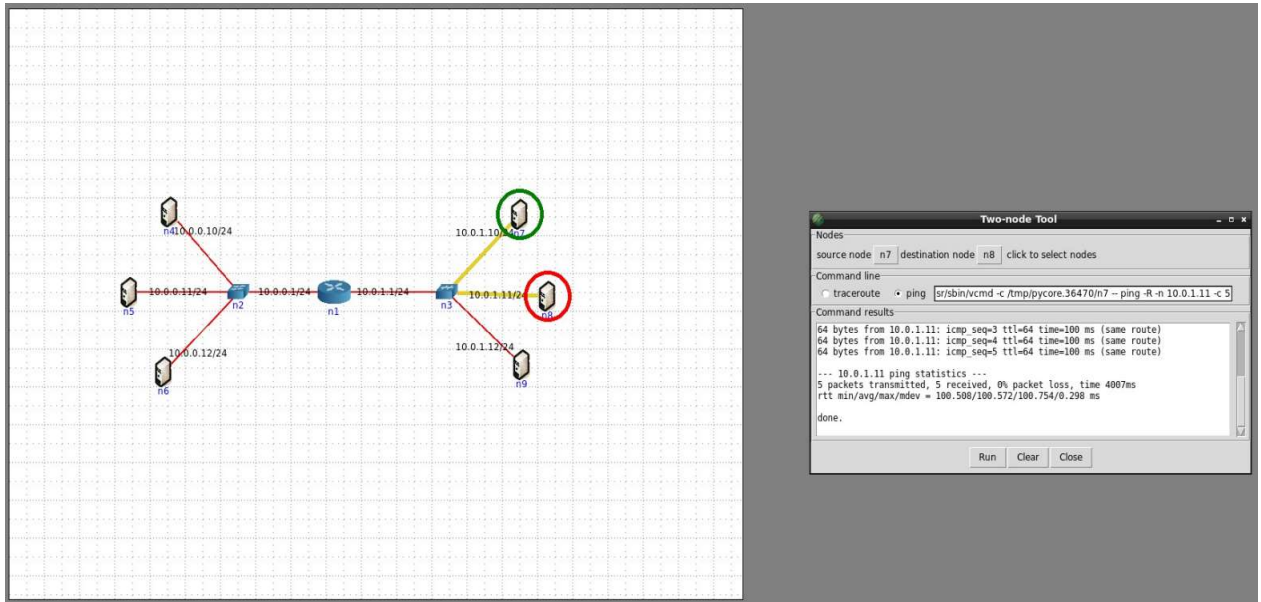 n4 10.0.0.10/24
10.0.0.11/24
n5
10.0.0.12/24
n6
n2
10.0.0.1/24
n1
10.0.1.1/24
n3
10.0.1.10/24
n7
10.0.1.11/24
n8
10.0.1.12/24
n9
Two-node Tool
Nodes
source node n7 destination node n8 click to select nodes
Command line
traceroute ping sr/sbin/vcmd -c /tmp/pycore.36470/n7 -- ping -R -n 10.0.1.11 -c 5
Command results
64 bytes from 10.0.1.11: icmp_seq=3 ttl=64 time=100 ms (same route)
64 bytes from 10.0.1.11: icmp_seq=4 ttl=64 time=100 ms (same route)
64 bytes from 10.0.1.11: icmp_seq=5 ttl=64 time=100 ms (same route)
--- 10.0.1.11 ping statistics ---
5 packets transmitted, 5 received, 0% packet loss, time 4007ms
rtt min/avg/max/mdev = 100.508/100.572/100.754/0.298 ms
done.
Run Clear Close